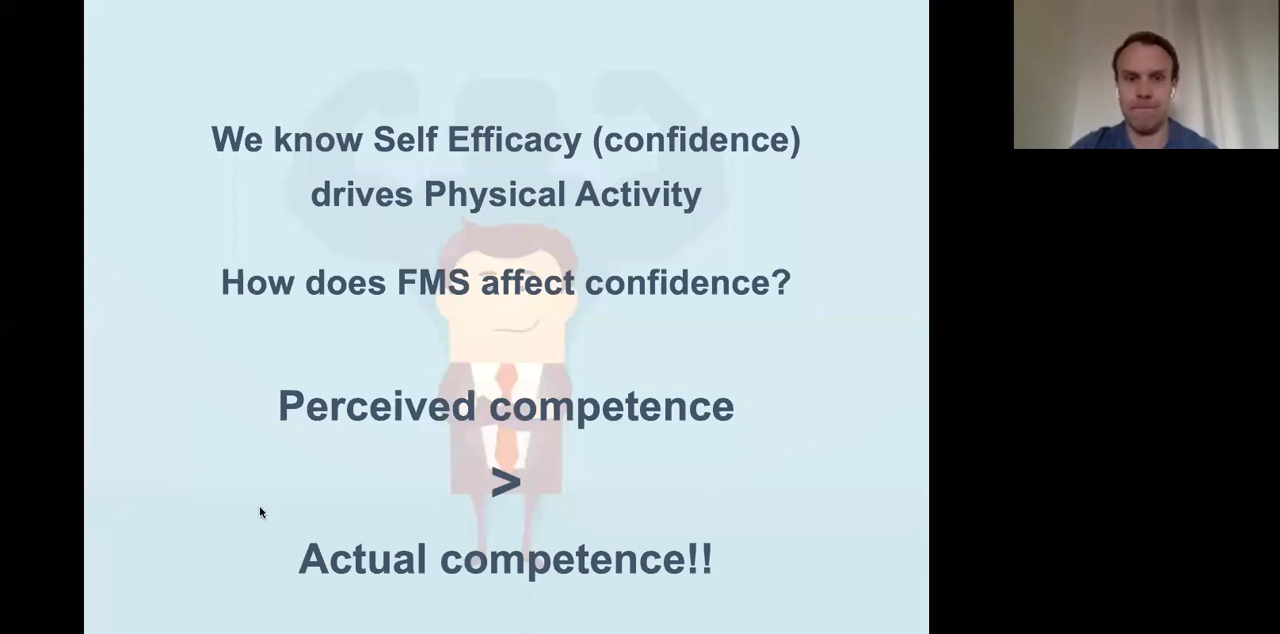 We know Self Efficacy (confidence)
drives Physical Activity
How does FMS affect confidence?
Perceived competence
>
Actual competence!!